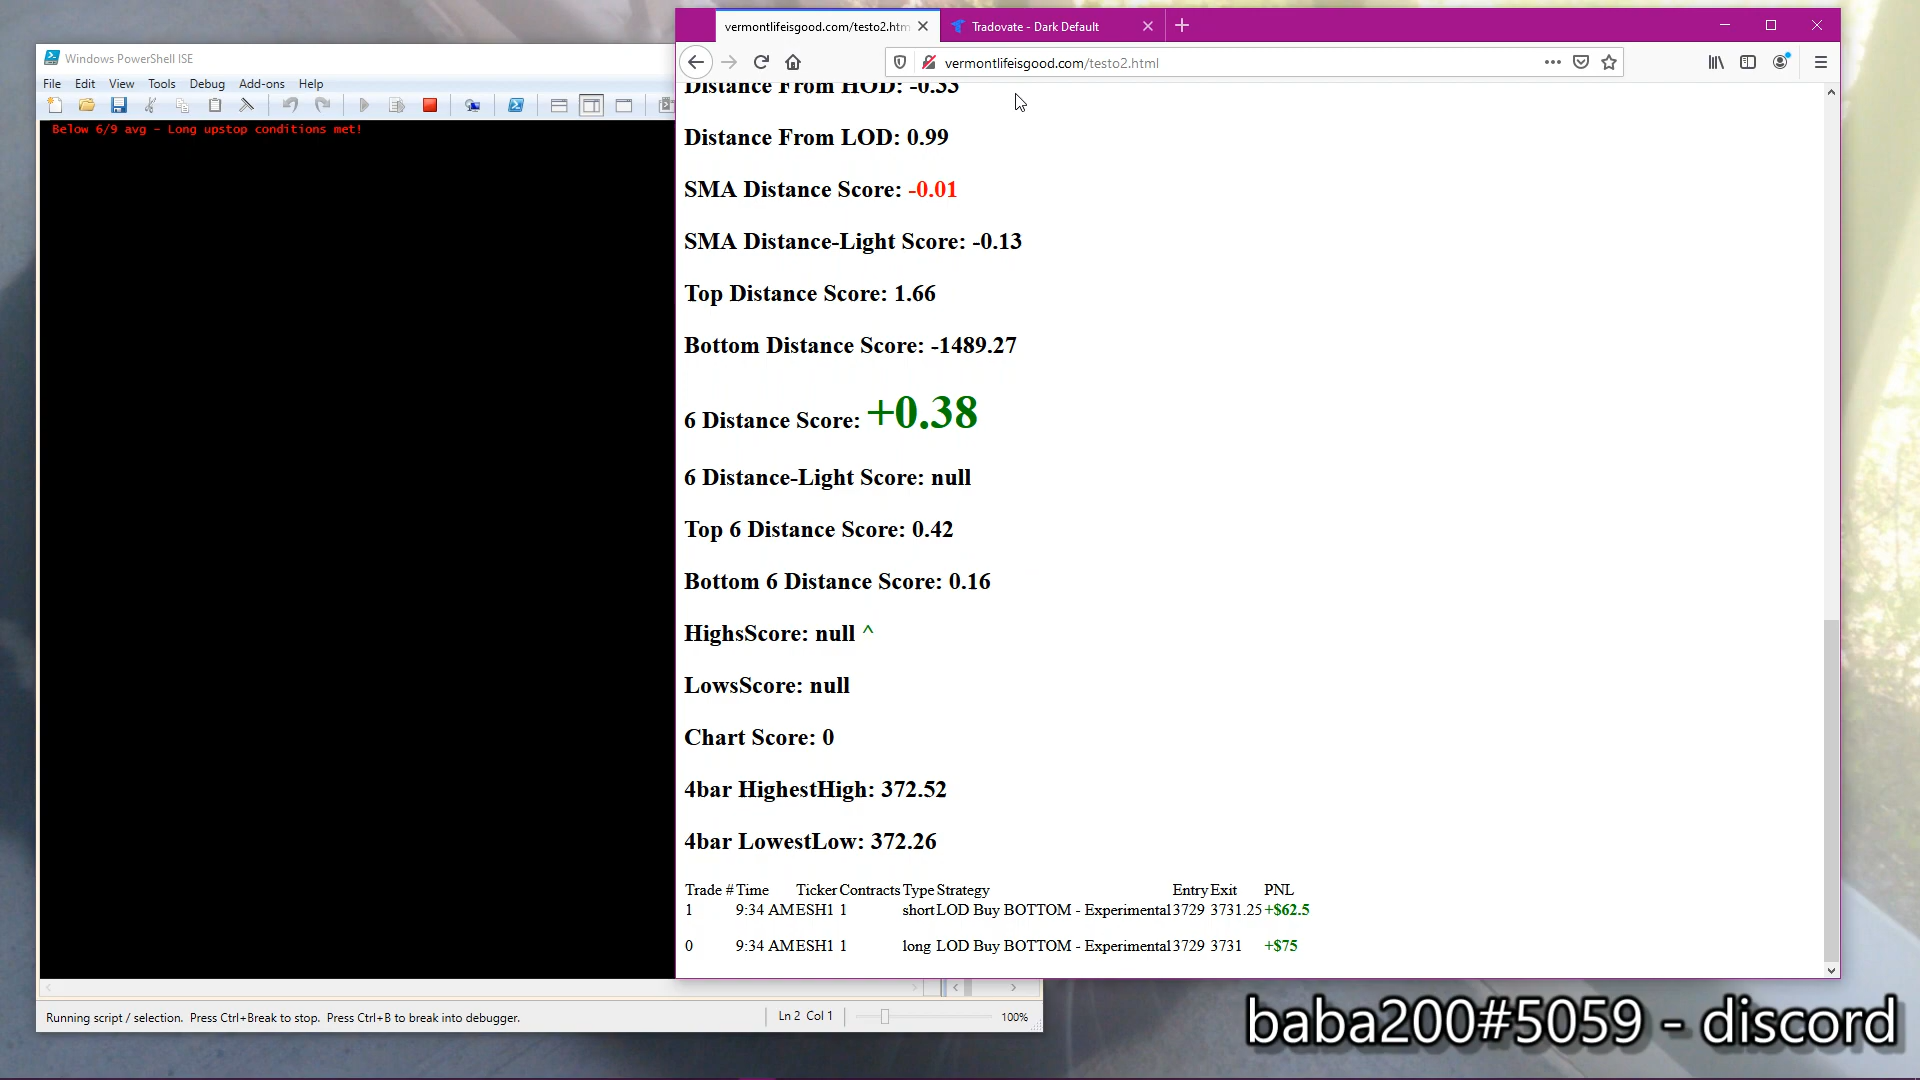 vermontlifeisgood.com/testo2.htm
Tradovate - Dark Default
Windows PowerShell ISE
File Edit View Tools Debug Add-ons Help
vermontlifeisgood.com/testo2.html
Below 6/9 avg - Long upstop conditions met!
Distance From HOD: -0.33
Distance From LOD: 0.99
SMA Distance Score: -0.01
SMA Distance-Light Score: -0.13
Top Distance Score: 1.66
Bottom Distance Score: -1489.27
6 Distance Score: +0.38
6 Distance-Light Score: null
Top 6 Distance Score: 0.42
Bottom 6 Distance Score: 0.16
HighsScore: null ^
LowsScore: null
Chart Score: 0
4bar HighestHigh: 372.52
4bar LowestLow: 372.26
Trade # Time Ticker Contracts Type Strategy Entry Exit PNL
1 9:34 AM ESH1 1 short LOD Buy BOTTOM - Experimental 3729 3731.25 +$62.5
0 9:34 AM ESH1 1 long LOD Buy BOTTOM - Experimental 3729 3731 +$75
Running script / selection. Press Ctrl+Break to stop. Press Ctrl+B to break into debugger.
Ln 2 Col 1
100%
baba200#5059 - discord